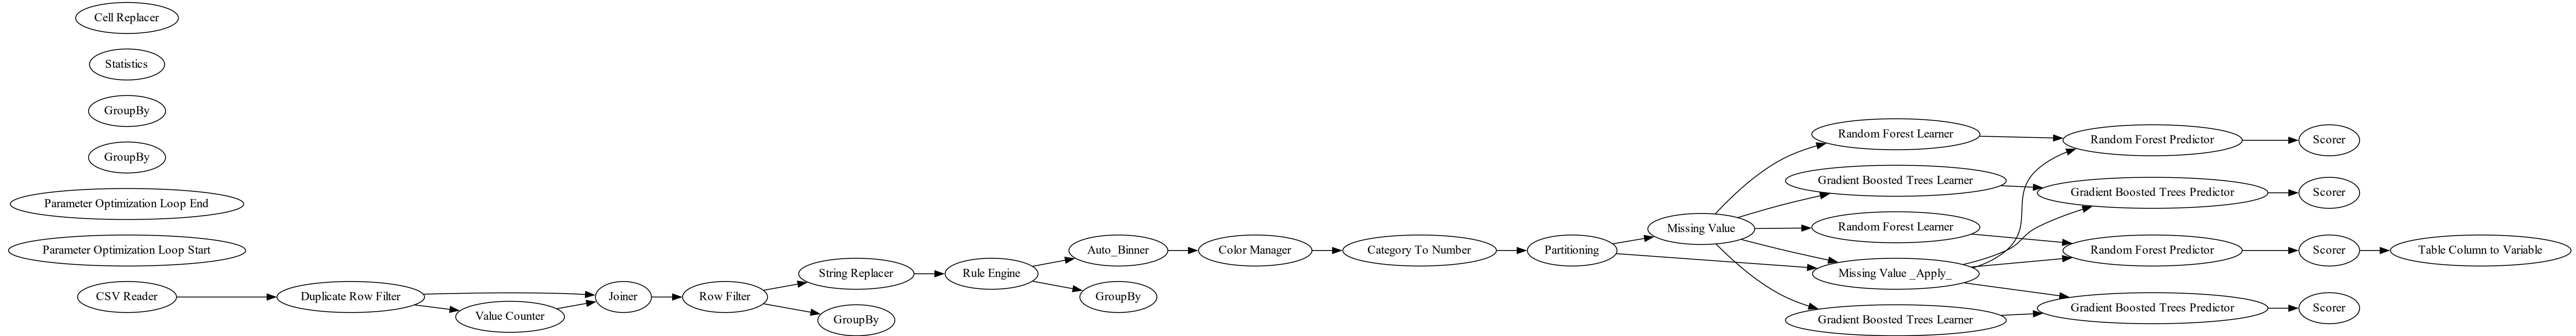 Cell Replacer
Statistics
GroupBy
GroupBy
Parameter Optimization Loop End
Parameter Optimization Loop Start
CSV Reader
Duplicate Row Filter
Value Counter
Joiner
Row Filter
String Replacer
GroupBy
Rule Engine
Auto_Binner
GroupBy
Color Manager
Category To Number
Partitioning
Missing Value
Random Forest Learner
Gradient Boosted Trees Learner
Random Forest Learner
Missing Value _Apply_
Gradient Boosted Trees Learner
Random Forest Predictor
Gradient Boosted Trees Predictor
Random Forest Predictor
Gradient Boosted Trees Predictor
Scorer
Scorer
Scorer
Scorer
Table Column to Variable